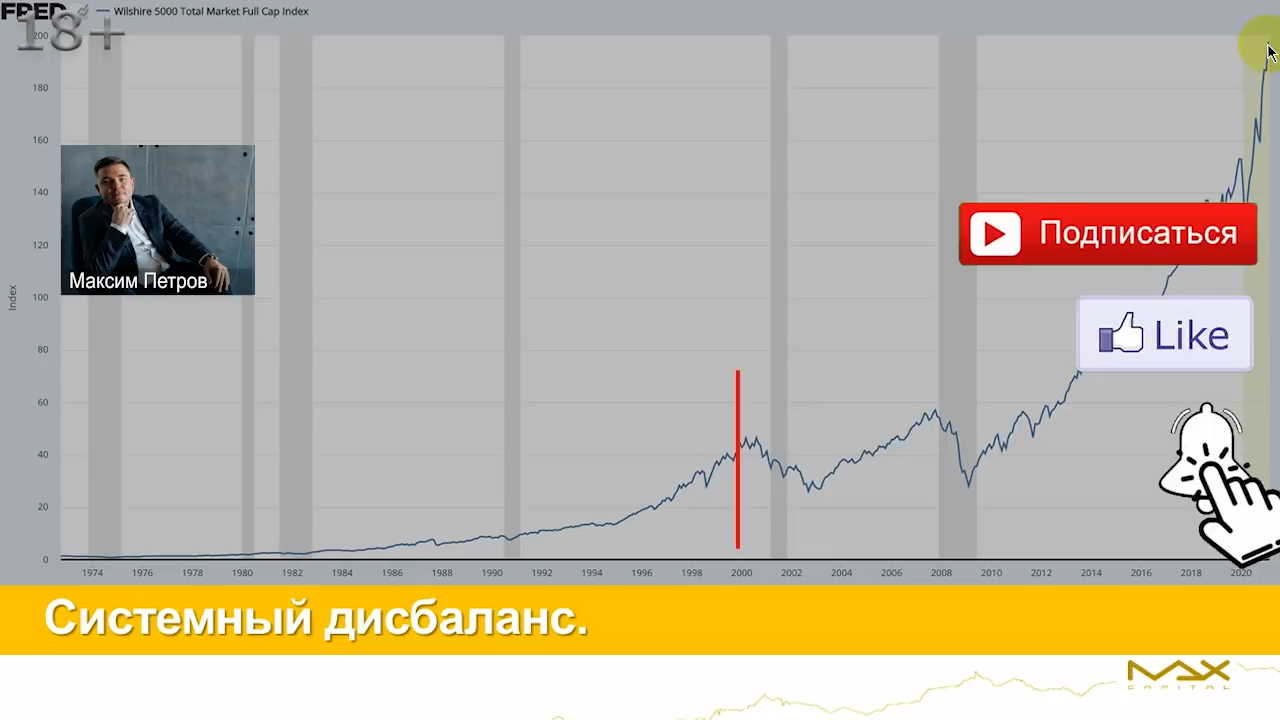 FRED
Wilshire 5000 Total Market Full Cap Index
18+
200
180
160
140
120
100
80
60
40
20
0
Index
Максим Петров
Подписаться
Like
1974 1976 1978 1980 1982 1984 1986 1988 1990 1992 1994 1996 1998 2000 2002 2004 2006 2008 2010 2012 2014 2016 2018 2020
Системный дисбаланс.
MAX
CAPITAL